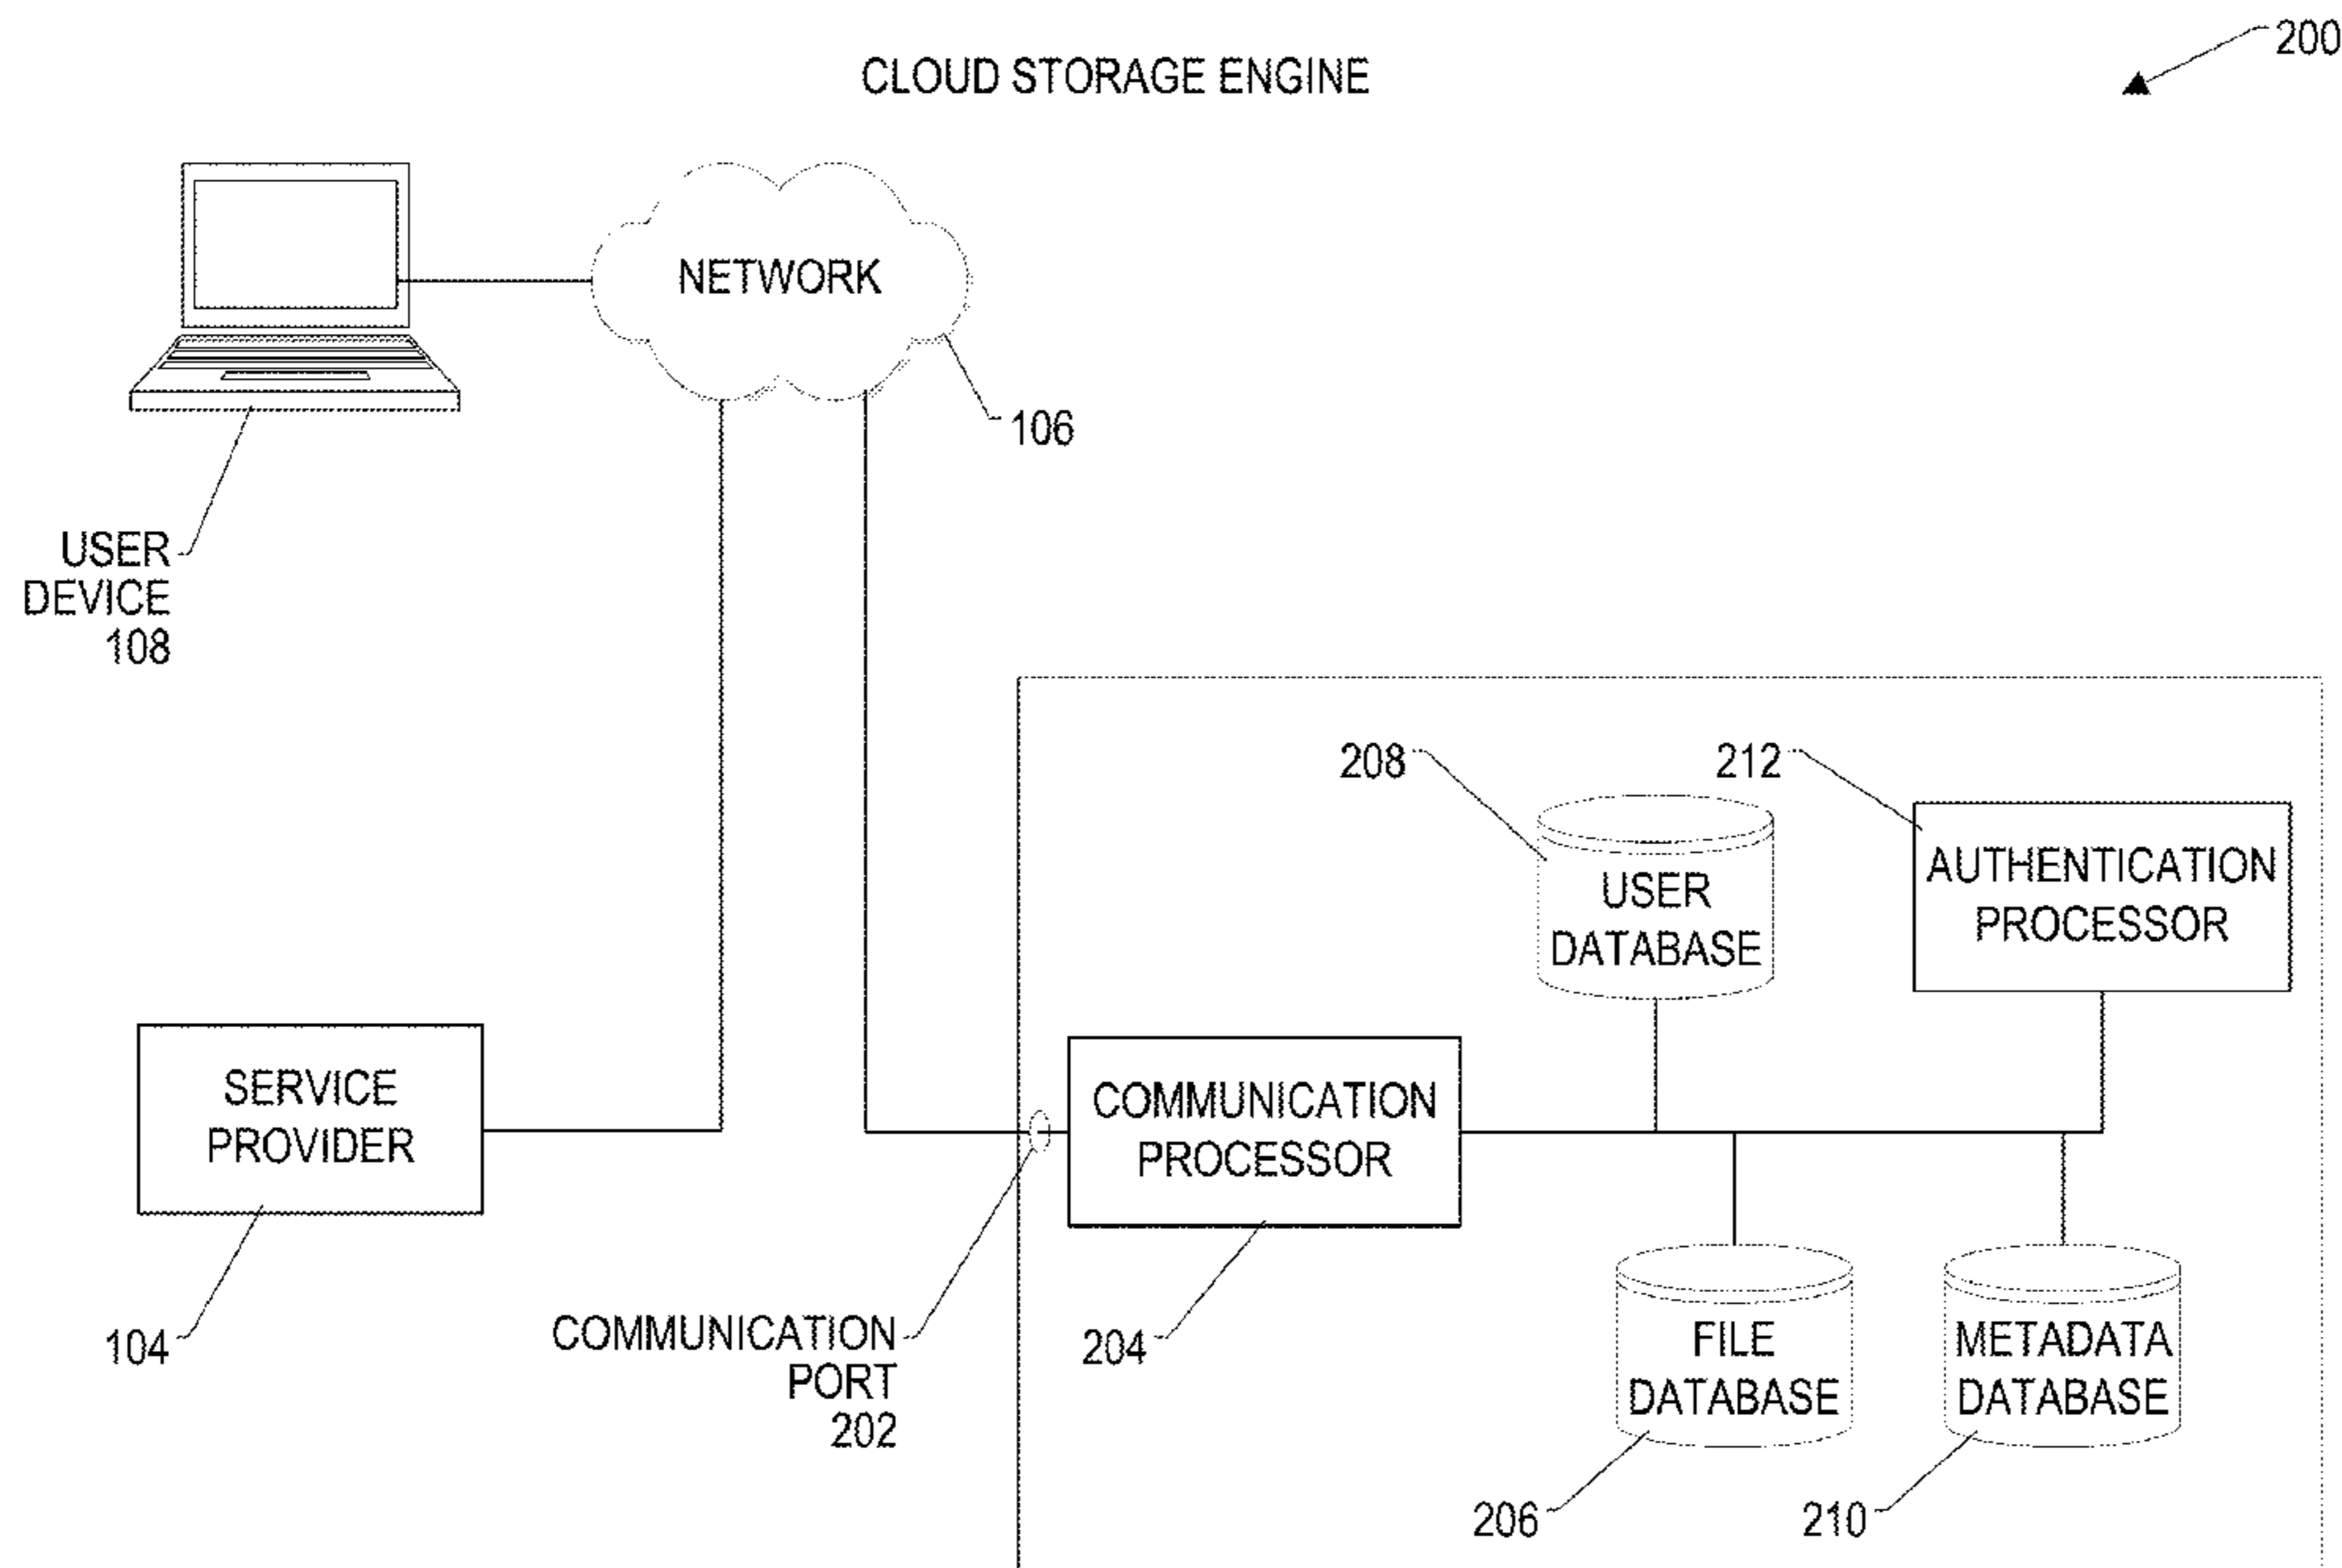 200
CLOUD STORAGE ENGINE
NETWORK
106
USER
DEVICE
108
208
212
USER
DATABASE
AUTHENTICATION
PROCESSOR
SERVICE
PROVIDER
COMMUNICATION
PROCESSOR
104
COMMUNICATION
PORT
202
204
FILE
DATABASE
METADATA
DATABASE
206
210